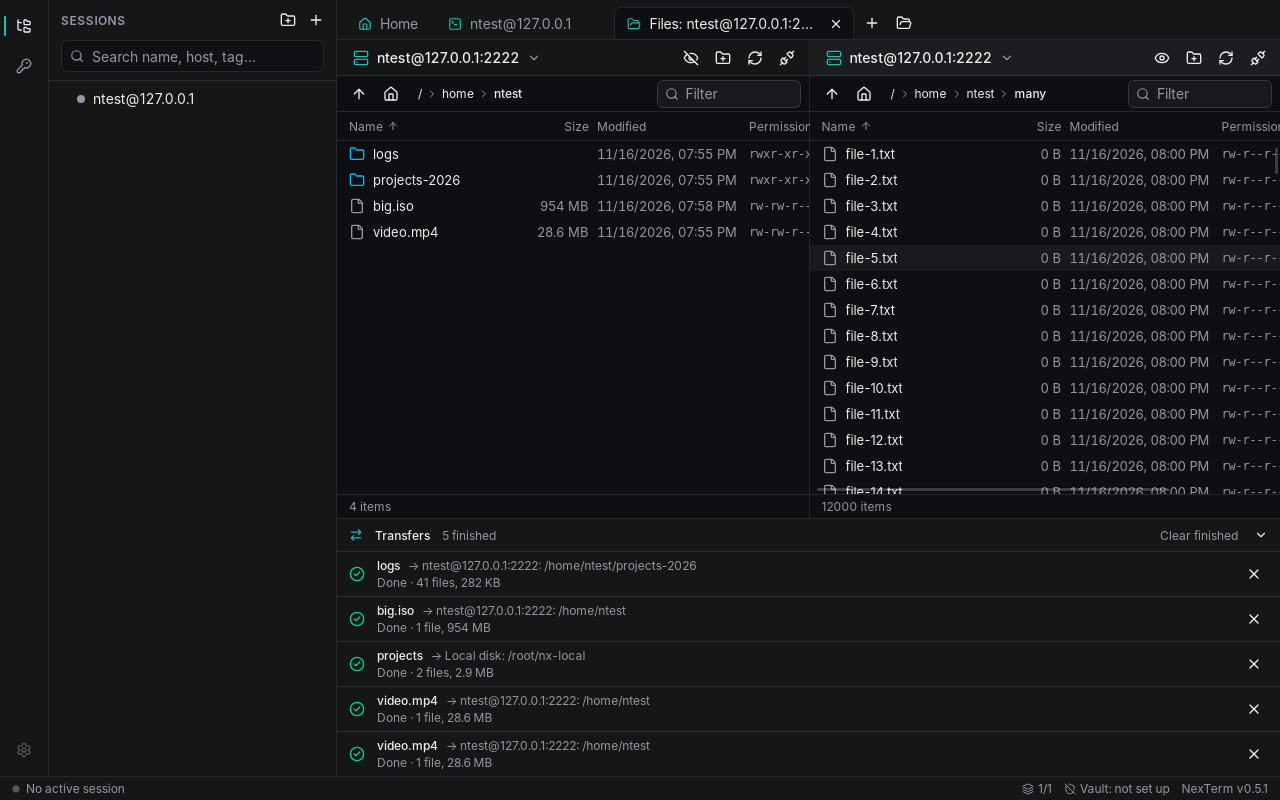 SESSIONS
Search name, host, tag...
ntest@127.0.0.1
Home
ntest@127.0.0.1
Files: ntest@127.0.0.1:2...
ntest@127.0.0.1:2222
/ home ntest
Filter
Name Size Modified Permission
logs 11/16/2026, 07:55 PM rwxr-xr-x
projects-2026 11/16/2026, 07:55 PM rwxr-xr-x
big.iso 954 MB 11/16/2026, 07:58 PM rw-rw-r--
video.mp4 28.6 MB 11/16/2026, 07:55 PM rw-rw-r--
4 items
ntest@127.0.0.1:2222
/ home ntest many
Filter
Name Size Modified Permission
file-1.txt 0 B 11/16/2026, 08:00 PM rw-r--r-
file-2.txt 0 B 11/16/2026, 08:00 PM rw-r--r-
file-3.txt 0 B 11/16/2026, 08:00 PM rw-r--r-
file-4.txt 0 B 11/16/2026, 08:00 PM rw-r--r-
file-5.txt 0 B 11/16/2026, 08:00 PM rw-r--r-
file-6.txt 0 B 11/16/2026, 08:00 PM rw-r--r-
file-7.txt 0 B 11/16/2026, 08:00 PM rw-r--r-
file-8.txt 0 B 11/16/2026, 08:00 PM rw-r--r-
file-9.txt 0 B 11/16/2026, 08:00 PM rw-r--r-
file-10.txt 0 B 11/16/2026, 08:00 PM rw-r--r-
file-11.txt 0 B 11/16/2026, 08:00 PM rw-r--r-
file-12.txt 0 B 11/16/2026, 08:00 PM rw-r--r-
file-13.txt 0 B 11/16/2026, 08:00 PM rw-r--r-
file-14.txt 0 B 11/16/2026, 08:00 PM rw-r--r-
12000 items
Transfers 5 finished Clear finished
logs → ntest@127.0.0.1:2222: /home/ntest/projects-2026
Done · 41 files, 282 KB
big.iso → ntest@127.0.0.1:2222: /home/ntest
Done · 1 file, 954 MB
projects → Local disk: /root/nx-local
Done · 2 files, 2.9 MB
video.mp4 → ntest@127.0.0.1:2222: /home/ntest
Done · 1 file, 28.6 MB
video.mp4 → ntest@127.0.0.1:2222: /home/ntest
Done · 1 file, 28.6 MB
No active session
1/1 Vault: not set up NexTerm v0.5.1